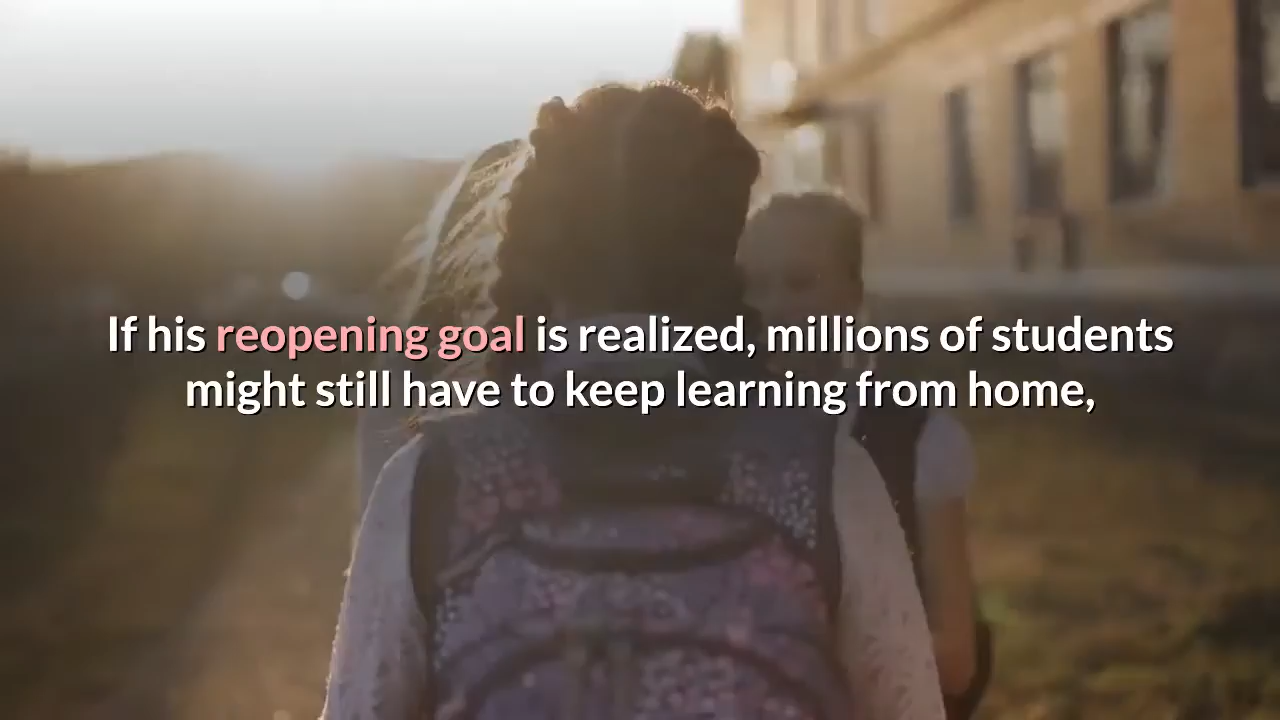 If his reopening goal is realized, millions of students
might still have to keep learning from home,